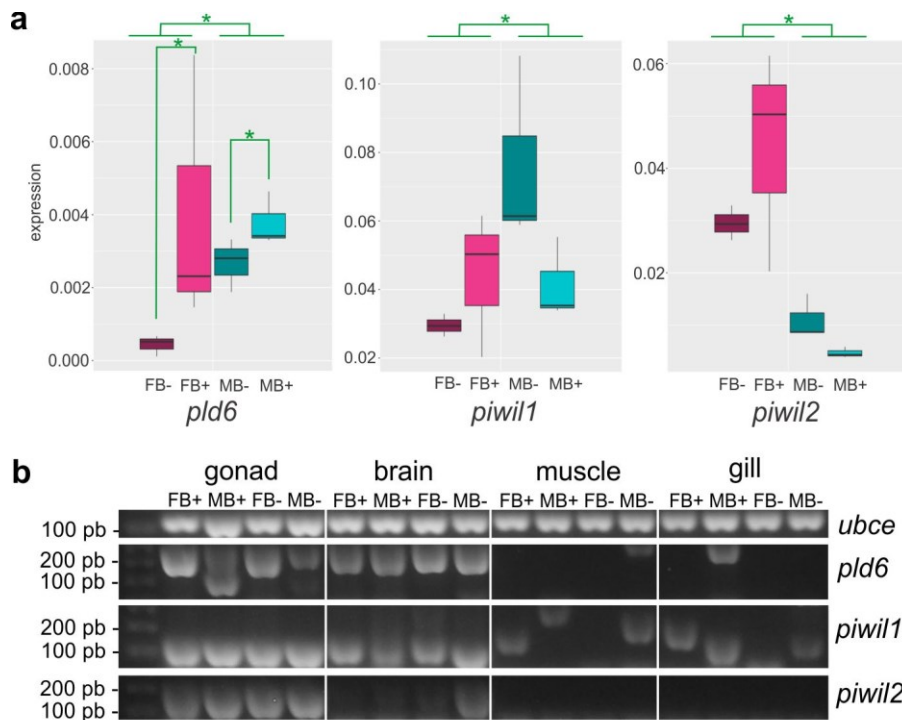 a
*
*
*
*
*
expression
0.008
0.006
0.004
0.002
0.000
FB- FB+ MB- MB+
pld6
0.10
0.08
0.06
0.04
0.02
FB- FB+ MB- MB+
piwil1
0.06
0.04
0.02
FB- FB+ MB- MB+
piwil2
b
gonad brain muscle gill
FB+ MB+ FB- MB- FB+ MB+ FB- MB- FB+ MB+ FB- MB- FB+ MB+ FB- MB-
100 pb - ubce
200 pb - pld6
100 pb -
200 pb - piwil1
100 pb -
200 pb - piwil2
100 pb -